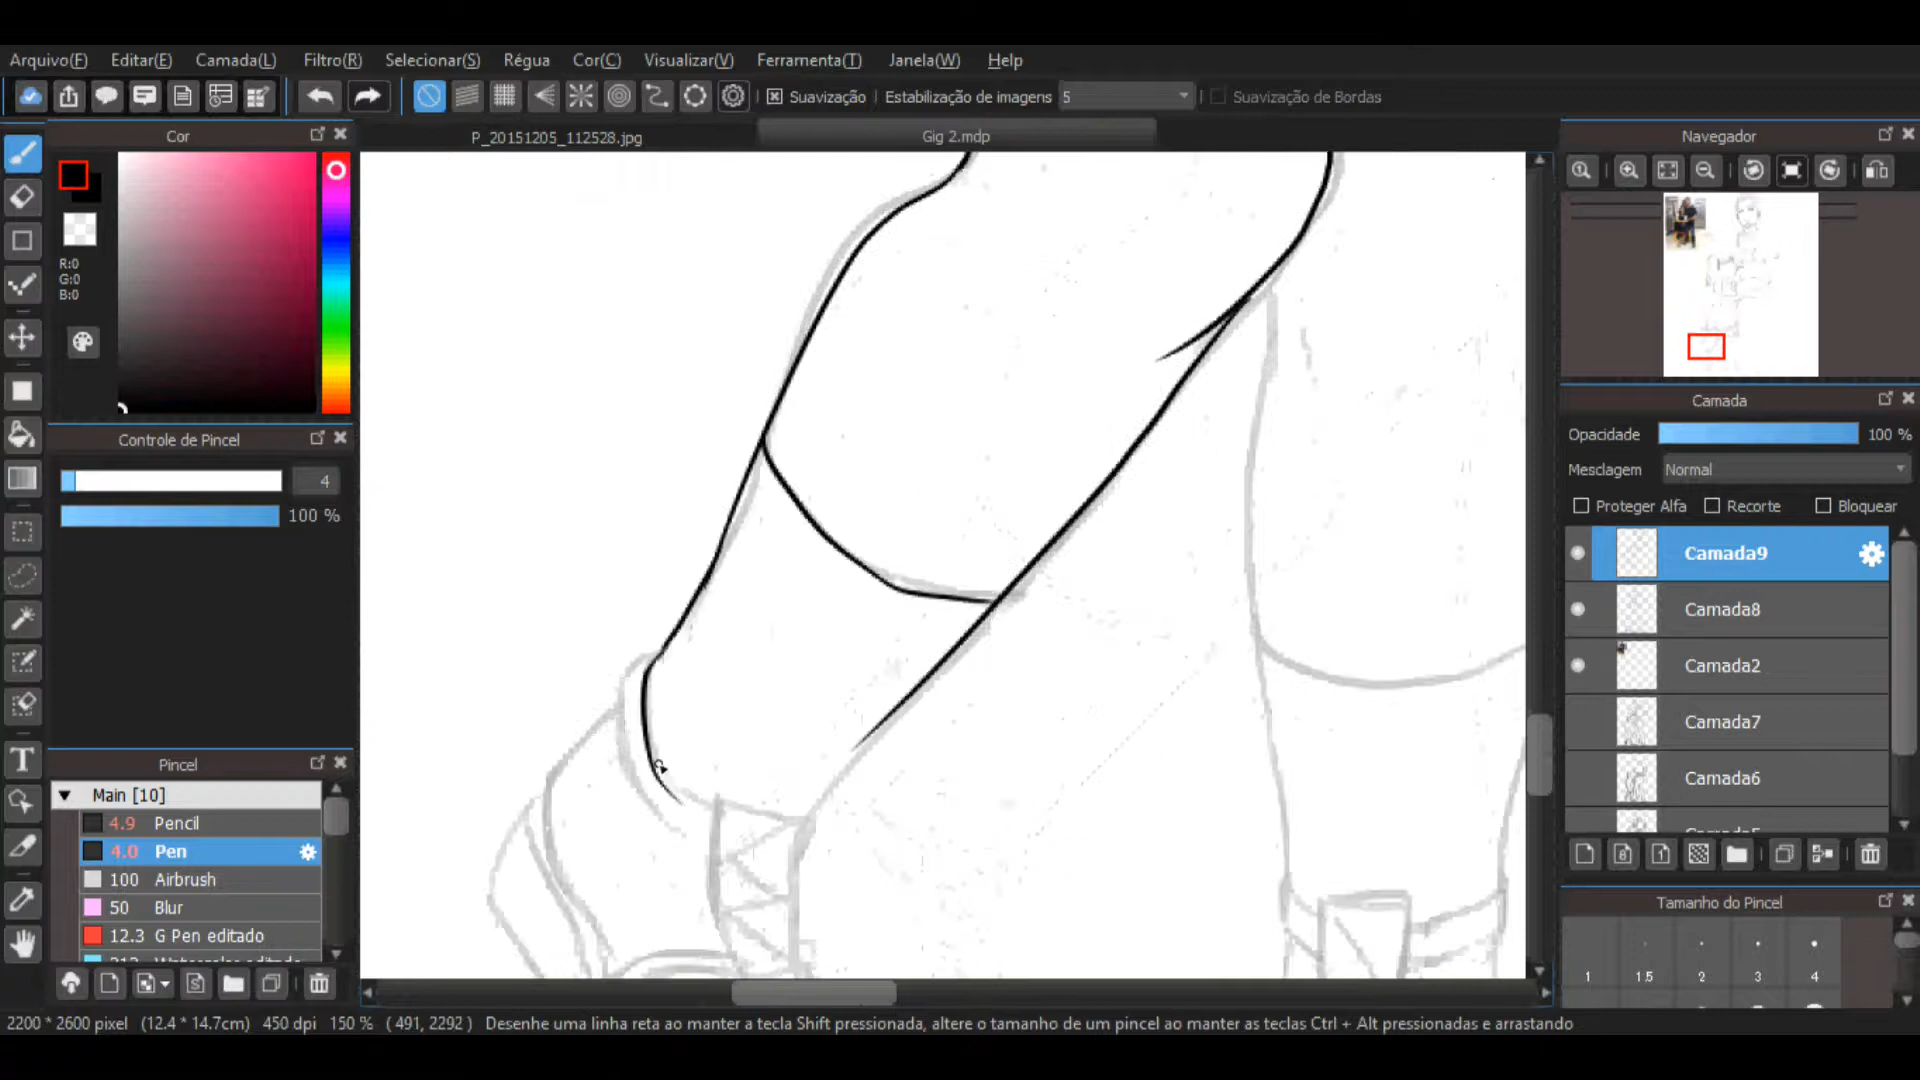 Arquivo(F) Editar(E) Camada(L) Filtro(R) Selecionar(S) Régua Cor(C) Visualizar(V) Ferramenta(T) Janela(W) Help
Suavização Estabilização de imagens 5 Suavização de Bordas
Cor
P_20151205_112528.jpg Gig 2.mdp
Navegador
R:0
G:0
B:0
Camada
Opacidade 100 %
Mesclagem Normal
Proteger Alfa Recorte Bloquear
Camada9
Camada8
Camada2
Camada7
Camada6
Controle de Pincel
4
100 %
Pincel
Main [10]
4.9 Pencil
4.0 Pen
100 Airbrush
50 Blur
12.3 G Pen editado
Tamanho do Pincel
1 1.5 2 3 4
2200 * 2600 pixel (12.4 * 14.7cm) 450 dpi 150 % ( 491, 2292 ) Desenhe uma linha reta ao manter a tecla Shift pressionada, altere o tamanho de um pincel ao manter as teclas Ctrl + Alt pressionadas e arrastando